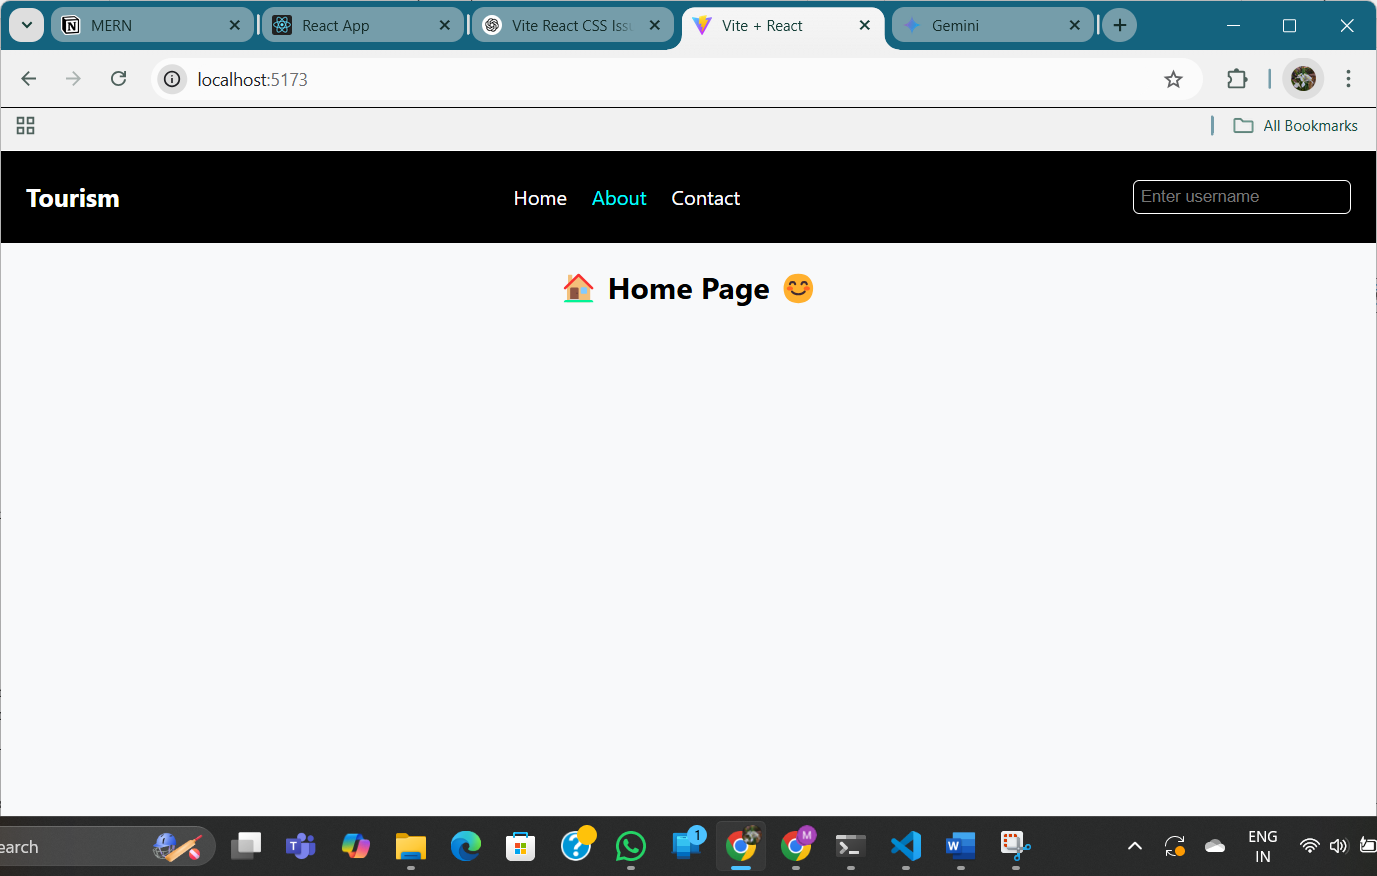 MERN
React App
Vite React CSS Iss
Vite + React
Gemini
localhost:5173
All Bookmarks
Tourism
Home
About
Contact
Enter username
🏠 Home Page 😊
earch
1
M
W
ENG
IN